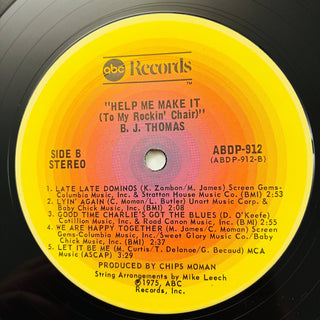 abc Records
TM
"HELP ME MAKE IT
(To My Rockin' Chair)"
B. J. THOMAS
SIDE B
STEREO
ABDP-912
(ABDP-912-B)
1. LATE LATE DOMINOS (K. Zambon/M. James) Screen Gems-
Columbia Music, Inc./Stratton House Music (BMI) 2:53
2. LYIN' AGAIN (C. Moman/L. Butler) Unart Music Corp. &
Baby Chick Music, Inc. (BMI) 2:08
3. GOOD TIME CHARLIE'S GOT THE BLUES (D. O'Keefe)
Cotillion Music, Inc. & Road Canon Music, Inc. (BMI) 2:55
4. WE ARE HAPPY TOGETHER (M. James/C. Moman) Screen
Gems-Columbia Music, Inc./Sweet Glory Music Co./Baby
Chick Music, Inc. (BMI) 2:37
5. LET IT BE ME (M. Curtis/T. Delanoe/G. Becaud) MCA
Music (ASCAP) 3:29
PRODUCED BY CHIPS MOMAN
String Arrangements by Mike Leech
℗1975, ABC
Records, Inc.